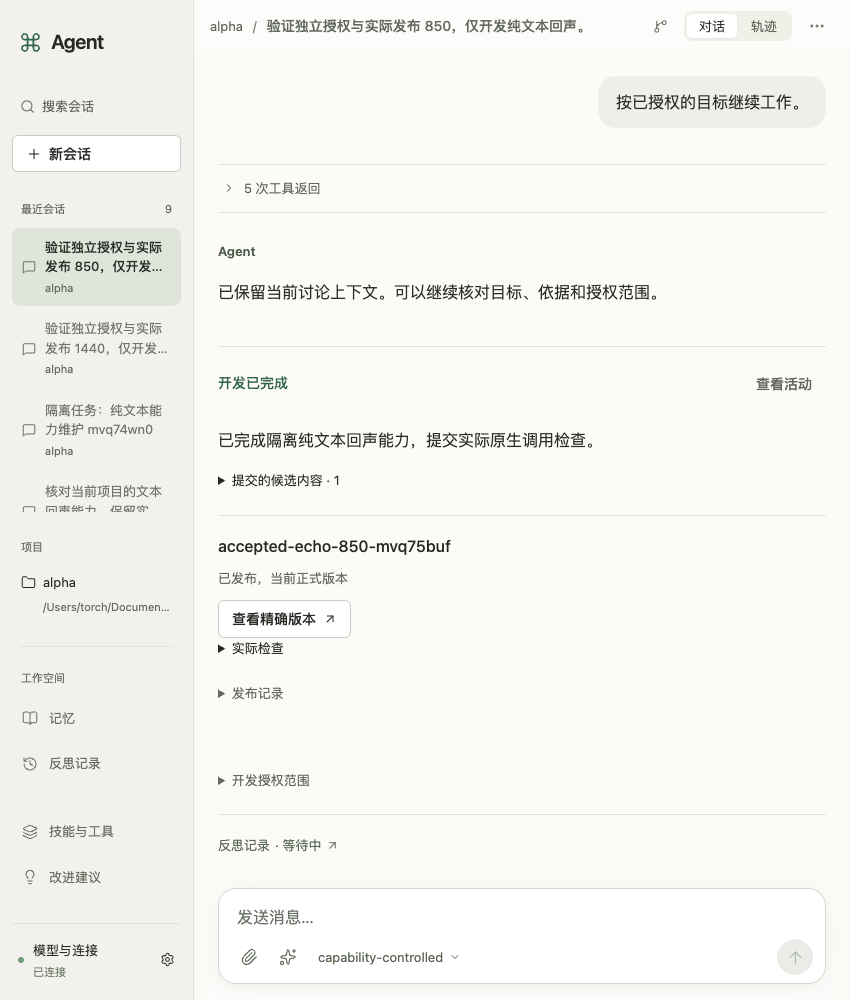 Agent
搜索会话
新会话
最近会话 9
验证独立授权与实际
发布 850，仅开发...
alpha
验证独立授权与实际
发布 1440，仅开发...
alpha
隔离任务：纯文本能
力维护 mvq74wn0
alpha
核对当前项目的文本
项目
alpha
/Users/torch/Documen...
工作空间
记忆
反思记录
技能与工具
改进建议
模型与连接
已连接
alpha / 验证独立授权与实际发布 850，仅开发纯文本回声。
对话 轨迹
按已授权的目标继续工作。
5 次工具返回
Agent
已保留当前讨论上下文。可以继续核对目标、依据和授权范围。
开发已完成 查看活动
已完成隔离纯文本回声能力，提交实际原生调用检查。
提交的候选内容 · 1
accepted-echo-850-mvq75buf
已发布，当前正式版本
查看精确版本
实际检查
发布记录
开发授权范围
反思记录 · 等待中
发送消息...
capability-controlled